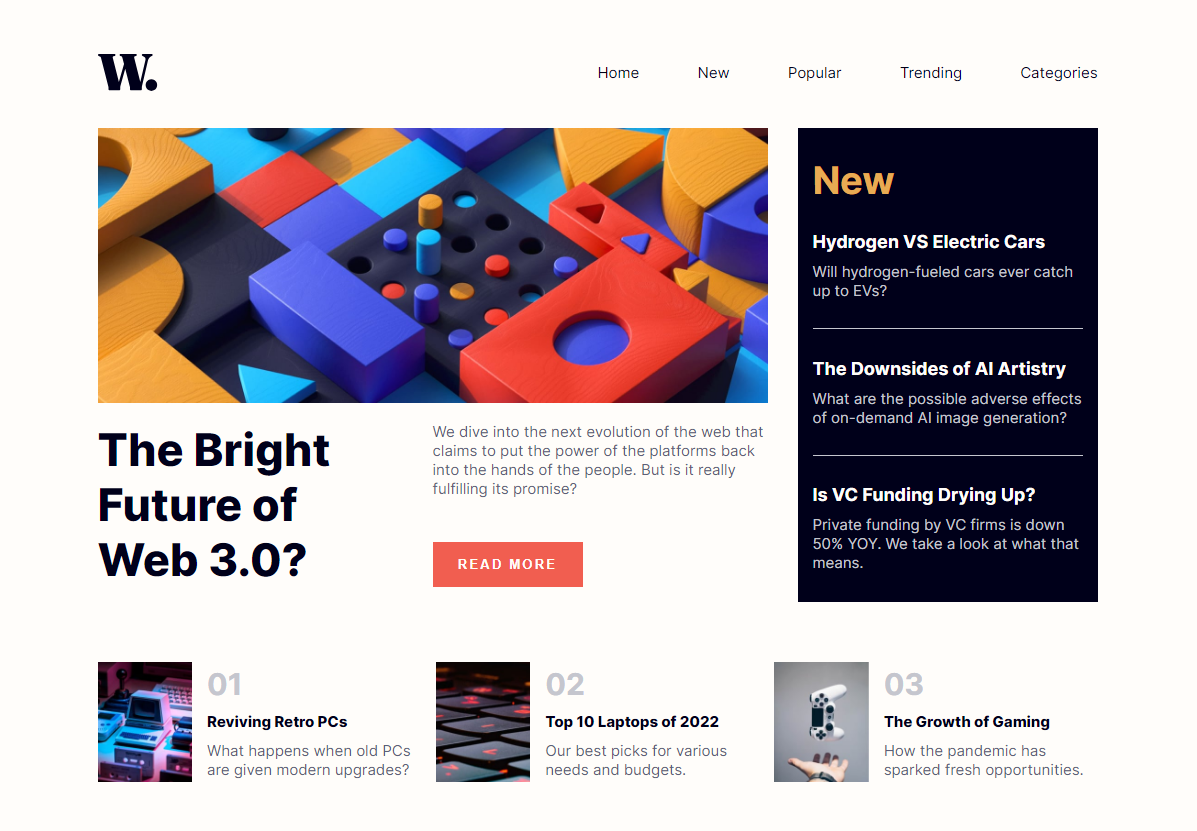 W.
Home New Popular Trending Categories
The Bright
Future of
Web 3.0?
We dive into the next evolution of the web that
claims to put the power of the platforms back
into the hands of the people. But is it really
fulfilling its promise?
READ MORE
New
Hydrogen VS Electric Cars
Will hydrogen-fueled cars ever catch
up to EVs?
The Downsides of AI Artistry
What are the possible adverse effects
of on-demand AI image generation?
Is VC Funding Drying Up?
Private funding by VC firms is down
50% YOY. We take a look at what that
means.
01
Reviving Retro PCs
What happens when old PCs
are given modern upgrades?
02
Top 10 Laptops of 2022
Our best picks for various
needs and budgets.
03
The Growth of Gaming
How the pandemic has
sparked fresh opportunities.